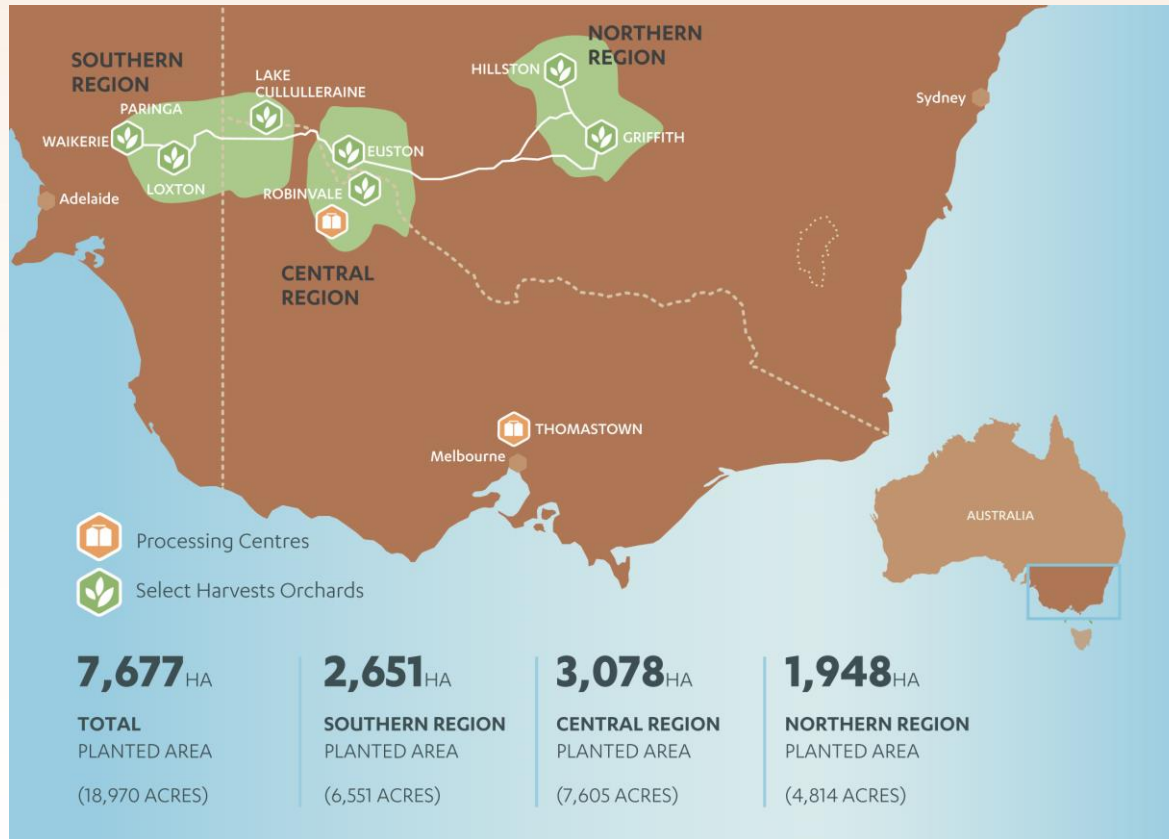 NORTHERN
REGION
SOUTHERN
REGION
HILLSTON
LAKE
CULLULLERAINE
Sydney
PARINGA
WAIKERIE
GRIFFITH
EUSTON
LOXTON
ROBINVALE
Adelaide
CENTRAL
REGION
THOMASTOWN
Melbourne
AUSTRALIA
Processing Centres
Select Harvests Orchards
7,677HA
TOTAL
PLANTED AREA
(18,970 ACRES)
2,651HA
SOUTHERN REGION
PLANTED AREA
(6,551 ACRES)
3,078HA
CENTRAL REGION
PLANTED AREA
(7,605 ACRES)
1,948HA
NORTHERN REGION
PLANTED AREA
(4,814 ACRES)